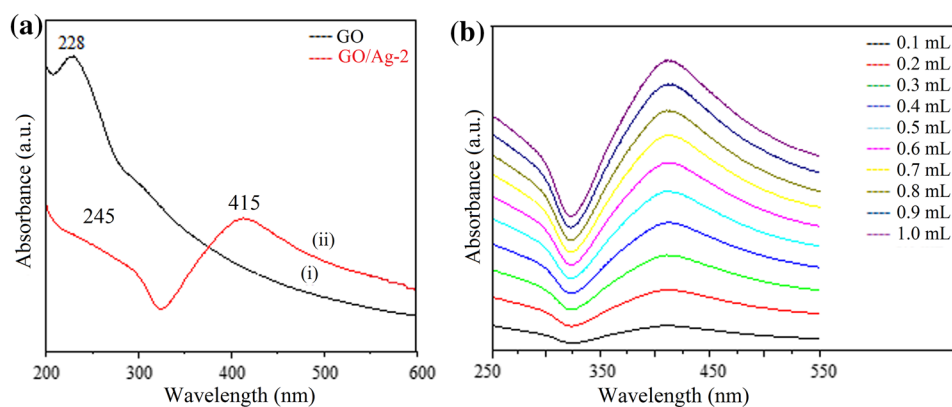 (a)
228
GO
GO/Ag-2
245
415
(ii)
(i)
Absorbance (a.u.)
200
250
300
350
400
500
600
Wavelength (nm)
(b)
0.1 mL
0.2 mL
0.3 mL
0.4 mL
0.5 mL
0.6 mL
0.7 mL
0.8 mL
0.9 mL
1.0 mL
Absorbance (a.u.)
250
350
450
550
Wavelength (nm)